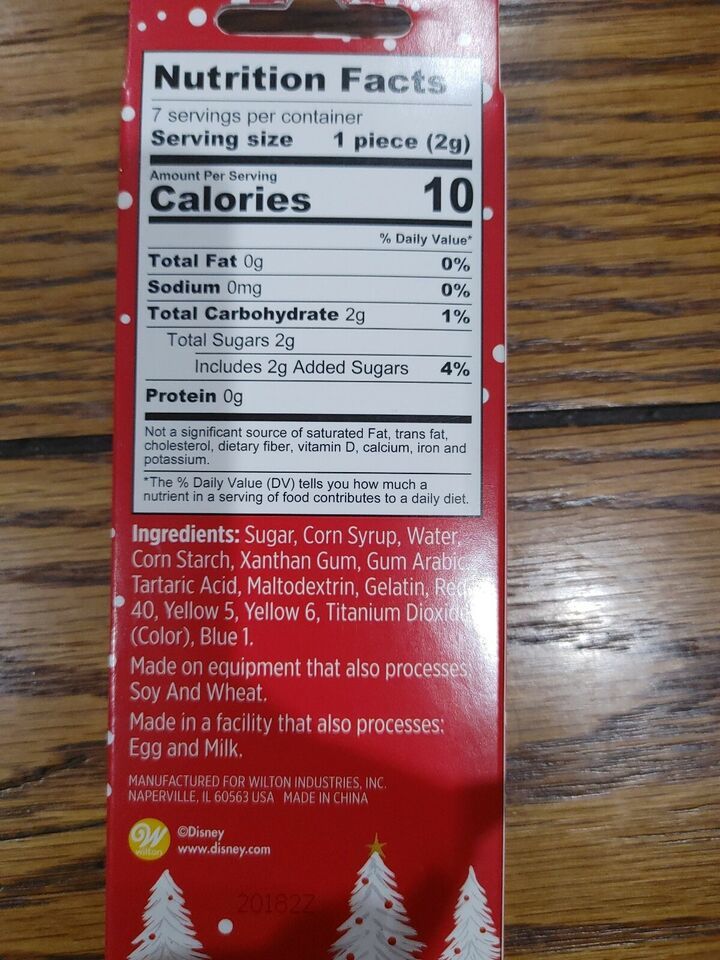 Nutrition Facts
7 servings per container
Serving size 1 piece (2g)
Amount Per Serving
Calories 10
% Daily Value*
Total Fat 0g 0%
Sodium 0mg 0%
Total Carbohydrate 2g 1%
Total Sugars 2g
Includes 2g Added Sugars 4%
Protein 0g
Not a significant source of saturated Fat, trans fat,
cholesterol, dietary fiber, vitamin D, calcium, iron and
potassium.
*The % Daily Value (DV) tells you how much a
nutrient in a serving of food contributes to a daily diet.
Ingredients: Sugar, Corn Syrup, Water,
Corn Starch, Xanthan Gum, Gum Arabic,
Tartaric Acid, Maltodextrin, Gelatin, Red
40, Yellow 5, Yellow 6, Titanium Dioxide
(Color), Blue 1.
Made on equipment that also processes
Soy And Wheat.
Made in a facility that also processes:
Egg and Milk.
MANUFACTURED FOR WILTON INDUSTRIES, INC.
NAPERVILLE, IL 60563 USA MADE IN CHINA
W wilton
©Disney
www.disney.com
20182Z